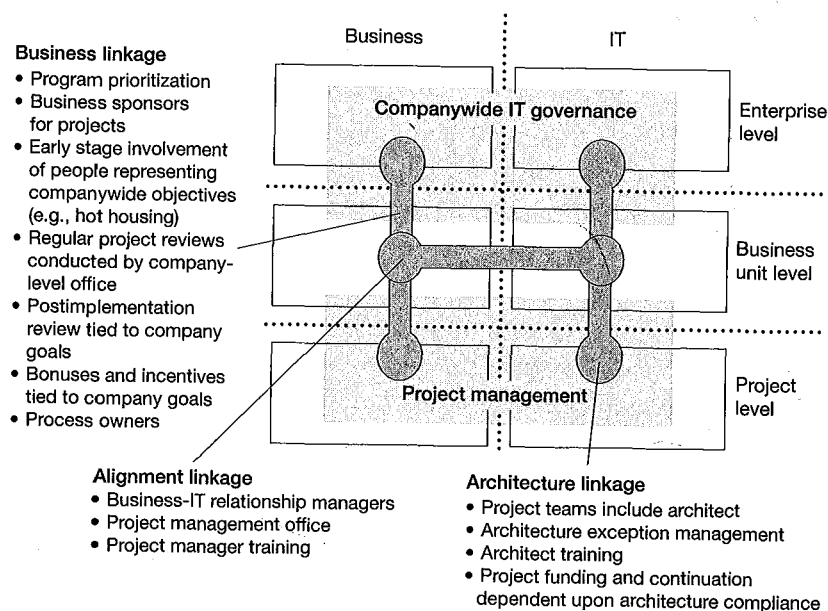 Business
IT
Business linkage
• Program prioritization
• Business sponsors
for projects
• Early stage involvement
of people representing
companywide objectives
(e.g., hot housing)
• Regular project reviews
conducted by company-
level office
• Postimplementation
review tied to company
goals
• Bonuses and incentives
tied to company goals
• Process owners
Companywide IT governance
Enterprise
level
Business
unit level
Project management
Project
level
Alignment linkage
• Business-IT relationship managers
• Project management office
• Project manager training
Architecture linkage
• Project teams include architect
• Architecture exception management
• Architect training
• Project funding and continuation
dependent upon architecture compliance